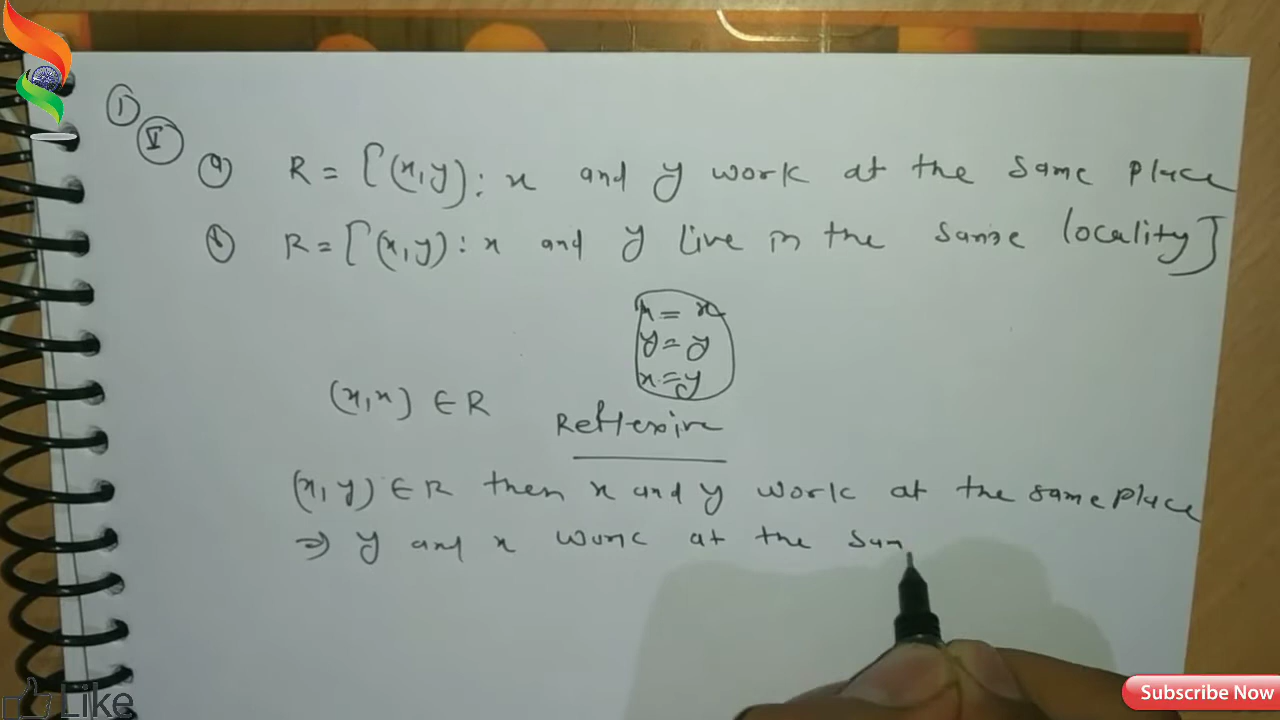 ①
Ⓥ
ⓐ R = [(x,y) : x and y work at the same place
ⓑ R = [(x,y) : x and y live in the same locality]
x = x
y = y
x = y
(x,x) ∈ R
Reflexive
(x,y) ∈ R then x and y work at the same place
⇒ y and x work at the sam
Like
Subscribe Now